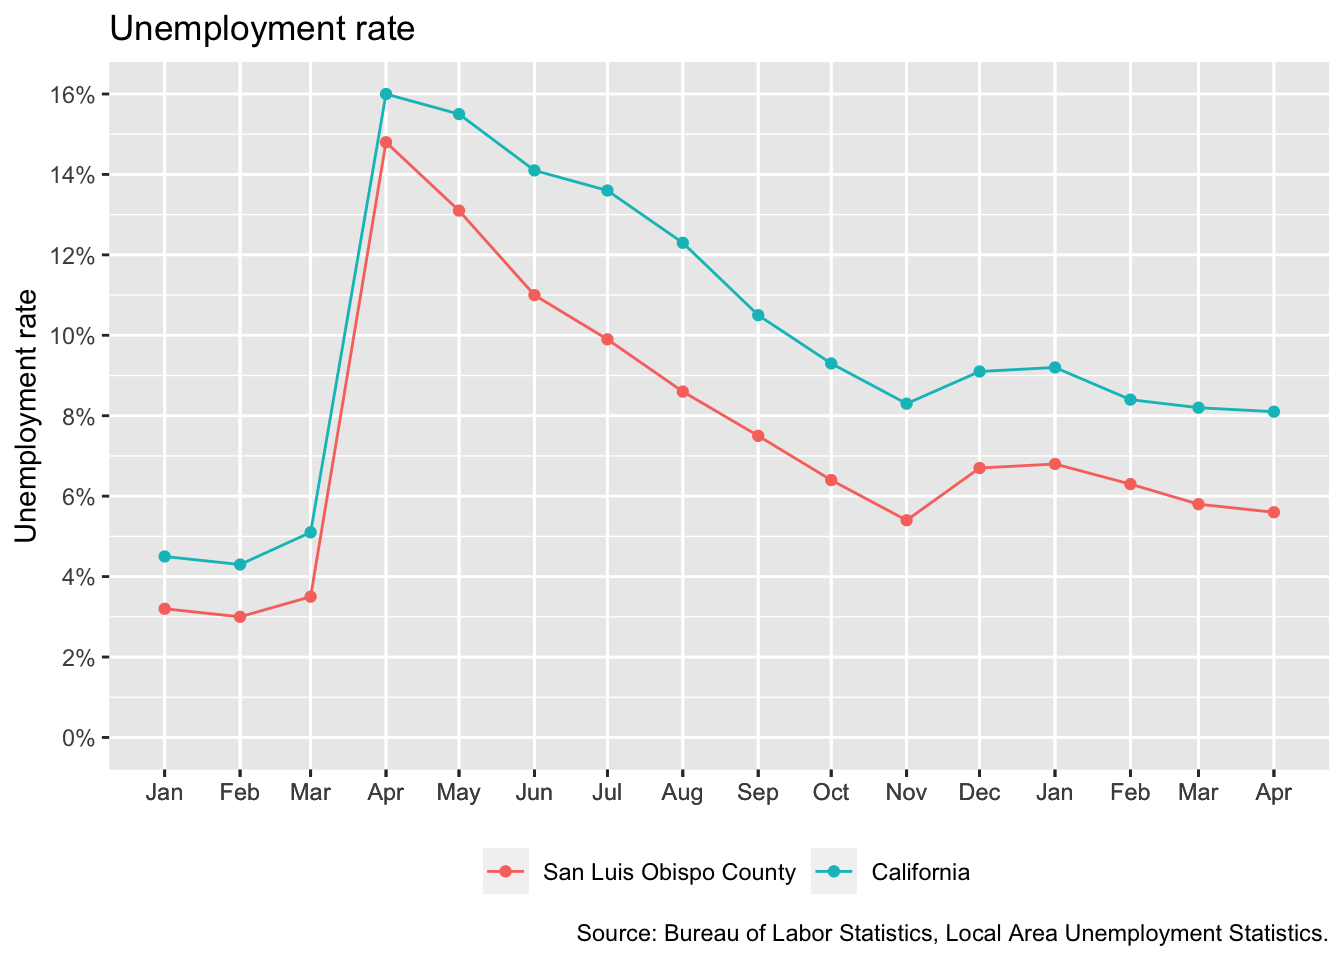 Unemployment rate
Unemployment rate
16%
14%
12%
10%
8%
6%
4%
2%
0%
Jan Feb Mar Apr May Jun Jul Aug Sep Oct Nov Dec Jan Feb Mar Apr
San Luis Obispo County California
Source: Bureau of Labor Statistics, Local Area Unemployment Statistics.